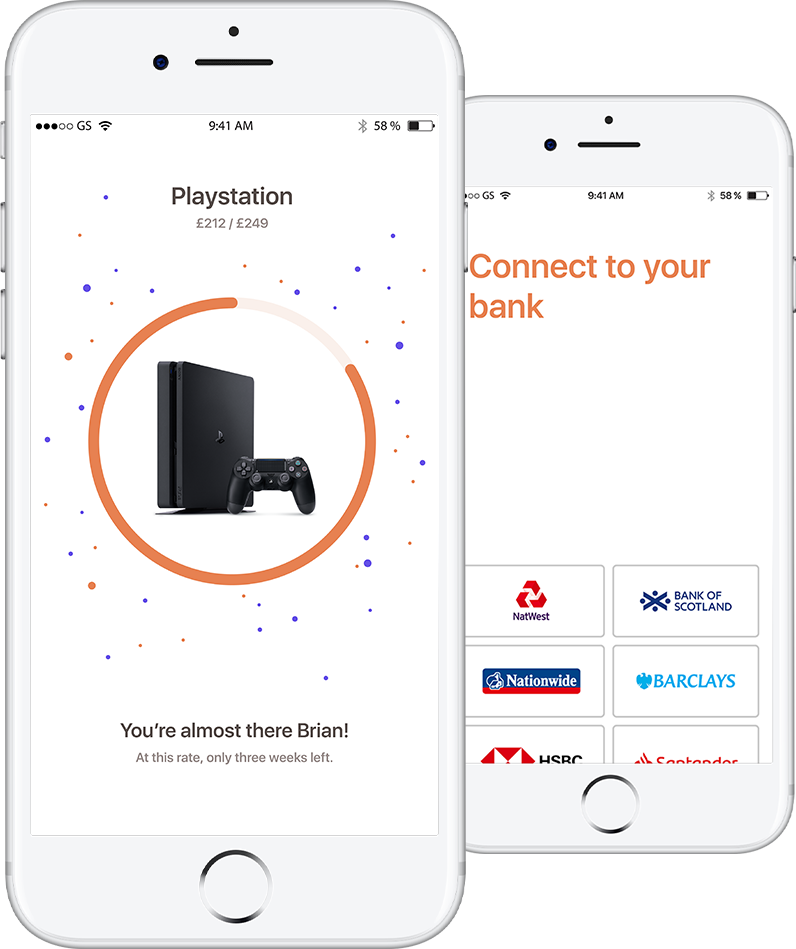 GS 9:41 AM 58 %
Playstation
£212 / £249
You’re almost there Brian!
At this rate, only three weeks left.
GS 9:41 AM 58 %
Connect to your
bank
NatWest
BANK OF
SCOTLAND
Nationwide
BARCLAYS
HSBC
Santander